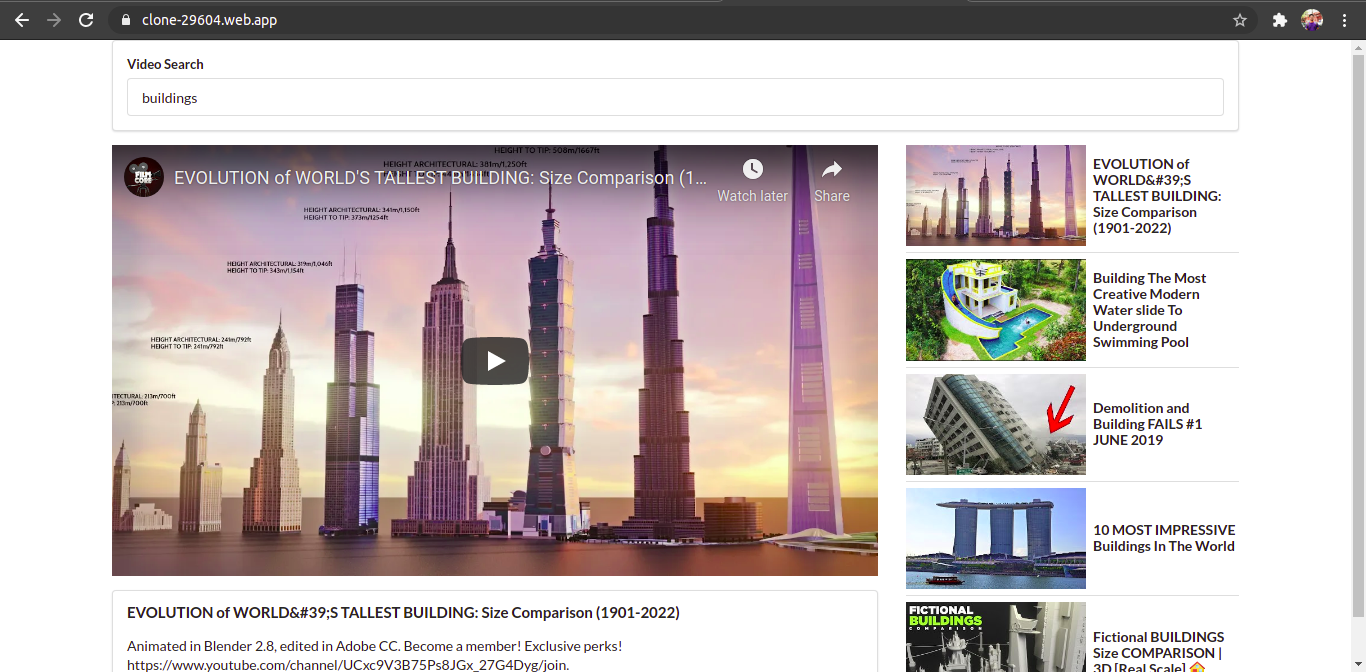 clone-29604.web.app
Video Search
buildings
FILM CORE
EVOLUTION of WORLD'S TALLEST BUILDING: Size Comparison (1...
Watch later
Share
HEIGHT TO TIP: 508m/1667ft
HEIGHT ARCHITECTURAL: 381m/1,250ft
HEIGHT ARCHITECTURAL: 341m/1,150ft
HEIGHT TO TIP: 373m/1254ft
HEIGHT ARCHITECTURAL: 319m/1,046ft
HEIGHT TO TIP: 343m/1,154ft
HEIGHT ARCHITECTURAL: 241m/792ft
HEIGHT TO TIP: 241m/792ft
ITECTURAL: 213m/700ft
P: 213m/700ft
EVOLUTION of WORLD&#39;S TALLEST BUILDING: Size Comparison (1901-2022)
Animated in Blender 2.8, edited in Adobe CC. Become a member! Exclusive perks!
https://www.youtube.com/channel/UCxc9V3B75Ps8JGx_27G4Dyg/join.
EVOLUTION of
WORLD&#39;S
TALLEST BUILDING:
Size Comparison
(1901-2022)
Building The Most
Creative Modern
Water slide To
Underground
Swimming Pool
Demolition and
Building FAILS #1
JUNE 2019
10 MOST IMPRESSIVE
Buildings In The World
FICTIONAL
BUILDINGS
COMPARISON
Fictional BUILDINGS
Size COMPARISON |
3D [Real Scale] 🏠